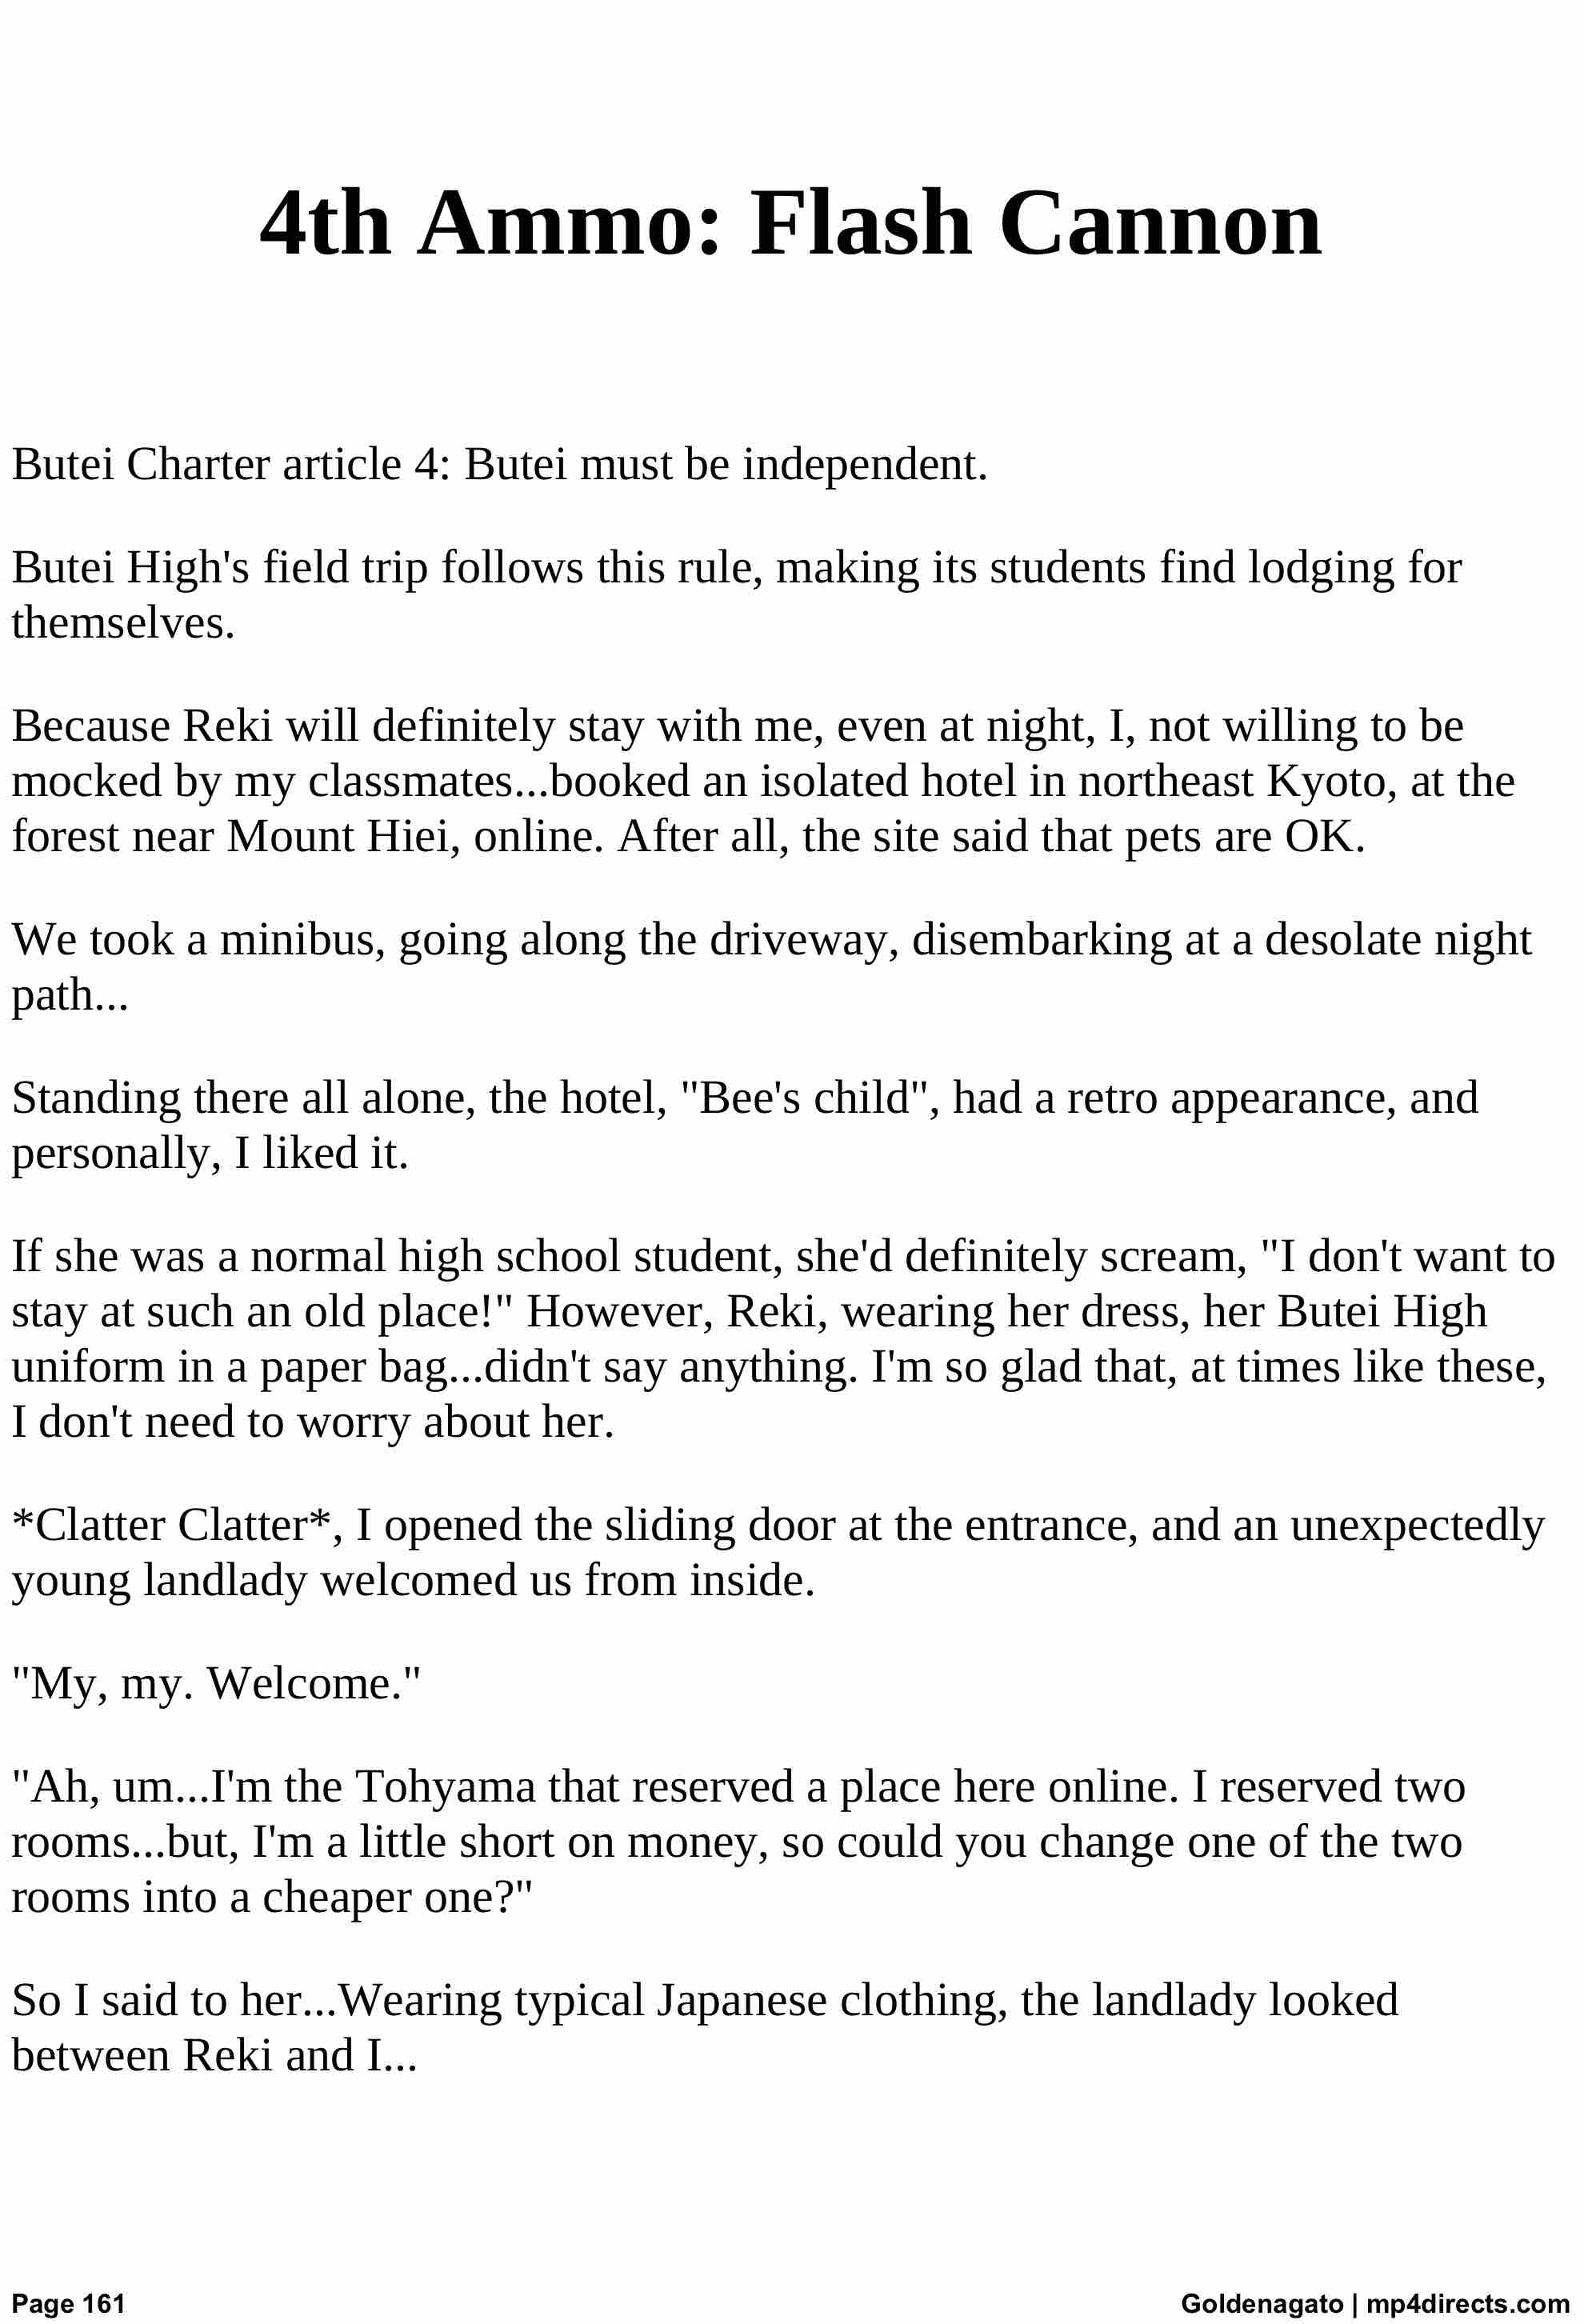 4th Ammo: Flash Cannon
Butei Charter article 4: Butei must be independent.
Butei High's field trip follows this rule, making its students find lodging for
themselves.
Because Reki will definitely stay with me, even at night, I, not willing to be
mocked by my classmates...booked an isolated hotel in northeast Kyoto, at the
forest near Mount Hiei, online. After all, the site said that pets are OK.
We took a minibus, going along the driveway, disembarking at a desolate night
path...
Standing there all alone, the hotel, "Bee's child", had a retro appearance, and
personally, I liked it.
If she was a normal high school student, she'd definitely scream, "I don't want to
stay at such an old place!" However, Reki, wearing her dress, her Butei High
uniform in a paper bag...didn't say anything. I'm so glad that, at times like these,
I don't need to worry about her.
*Clatter Clatter*, I opened the sliding door at the entrance, and an unexpectedly
young landlady welcomed us from inside.
"My, my. Welcome."
"Ah, um...I'm the Tohyama that reserved a place here online. I reserved two
rooms...but, I'm a little short on money, so could you change one of the two
rooms into a cheaper one?"
So I said to her...Wearing typical Japanese clothing, the landlady looked
between Reki and I...
Page 161
Goldenagato | mp4directs.com